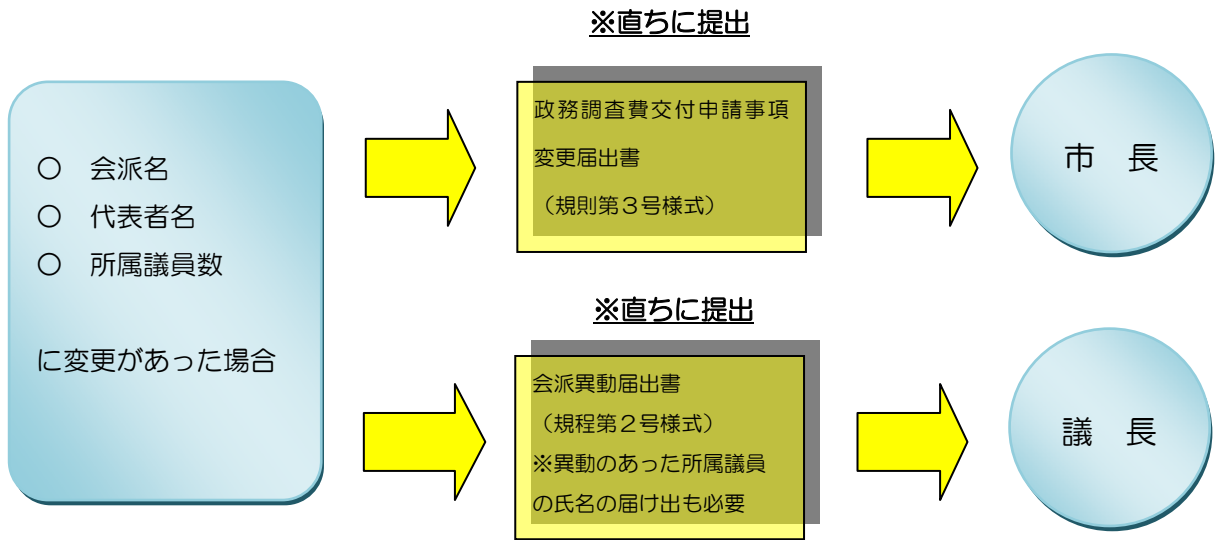 ○　会派名
○　代表者名
○　所属議員数
に変更があった場合
※直ちに提出
政務調査費交付申請事項
変更届出書
（規則第３号様式）
市　長
※直ちに提出
会派異動届出書
（規程第２号様式）
※異動のあった所属議員
の氏名の届け出も必要
議　長